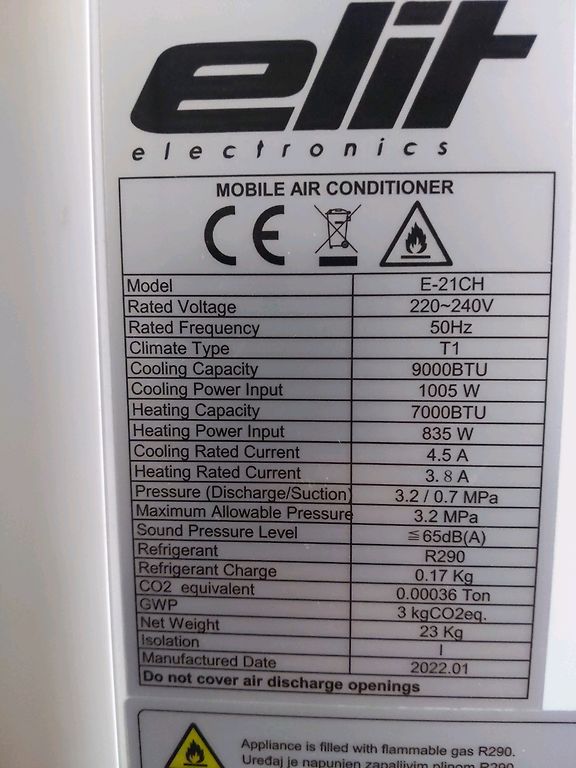 elit
electronics
MOBILE AIR CONDITIONER
CE
Model E-21CH
Rated Voltage 220~240V
Rated Frequency 50Hz
Climate Type T1
Cooling Capacity 9000BTU
Cooling Power Input 1005 W
Heating Capacity 7000BTU
Heating Power Input 835 W
Cooling Rated Current 4.5 A
Heating Rated Current 3.8 A
Pressure (Discharge/Suction) 3.2 / 0.7 MPa
Maximum Allowable Pressure 3.2 MPa
Sound Pressure Level ≦65dB(A)
Refrigerant R290
Refrigerant Charge 0.17 Kg
CO2 equivalent 0.00036 Ton
GWP 3 kgCO2eq.
Net Weight 23 Kg
Isolation I
Manufactured Date 2022.01
Do not cover air discharge openings
Appliance is filled with flammable gas R290.
Uređaj je napunjen zapaljivim plinom R290.